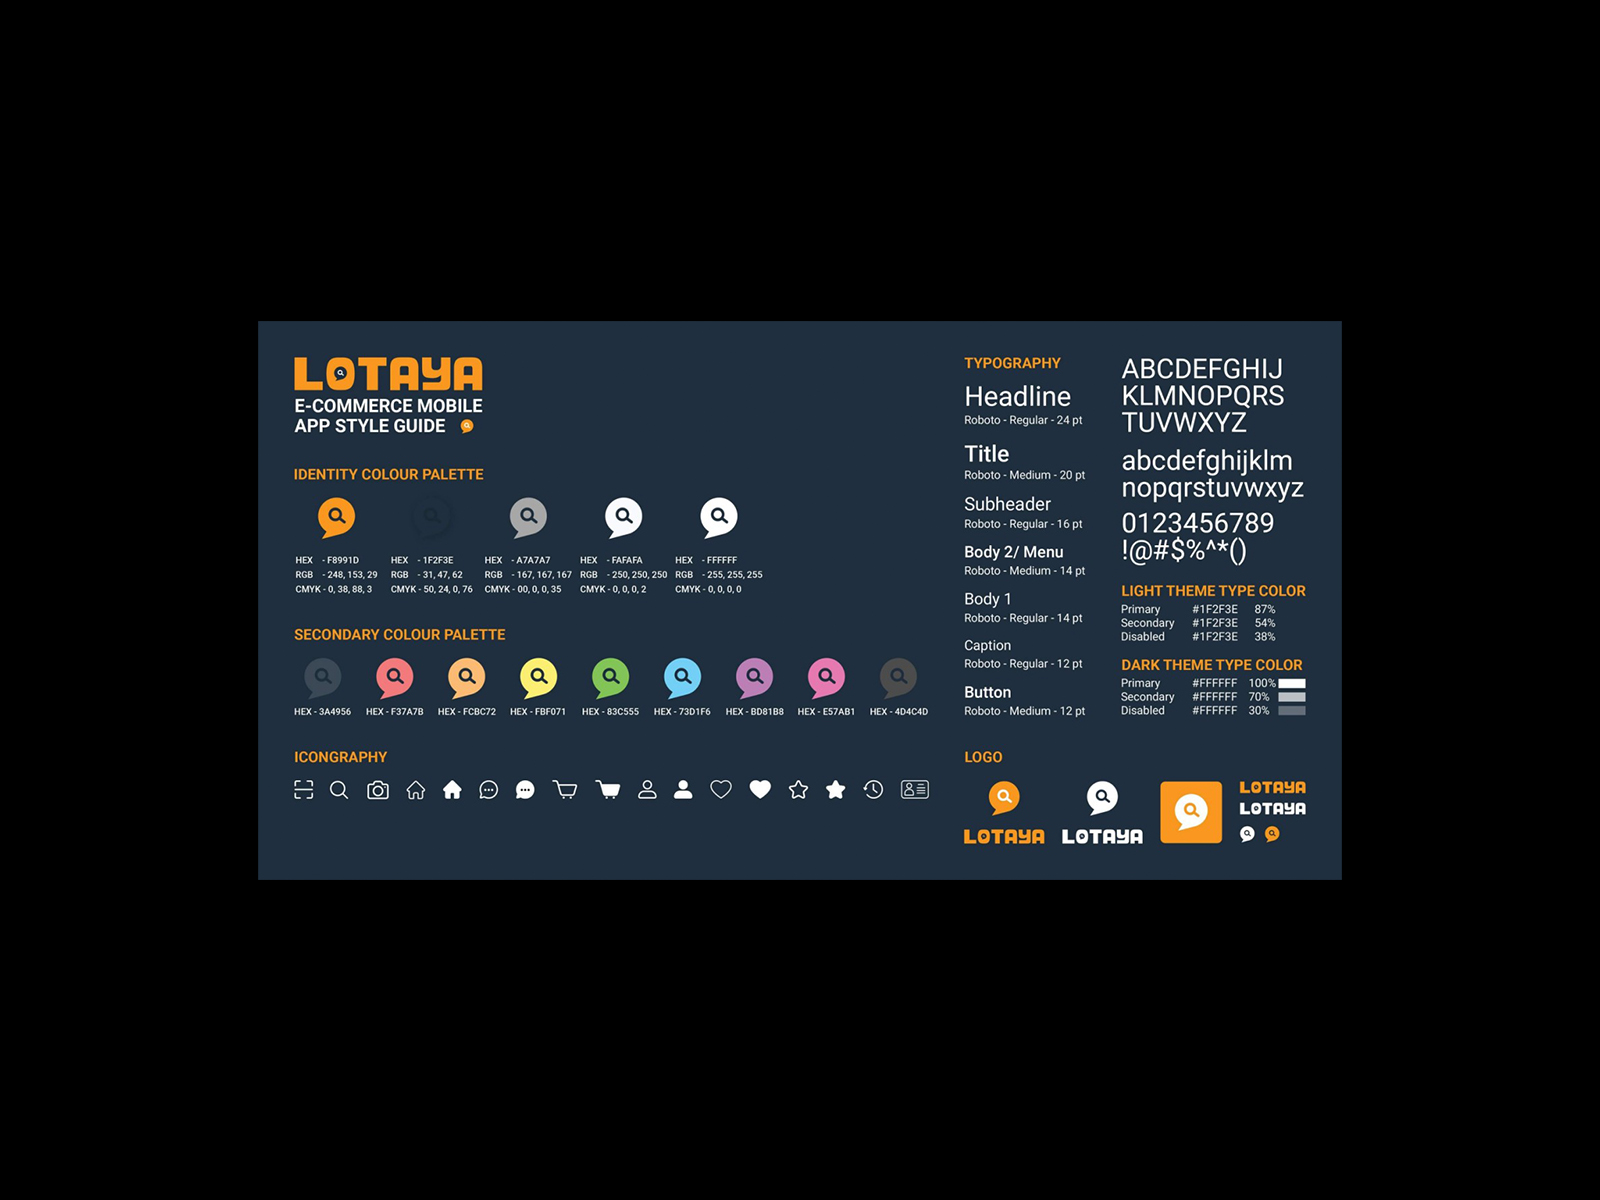 LOTAYA
E-COMMERCE MOBILE
APP STYLE GUIDE
IDENTITY COLOUR PALETTE
HEX - F8991D
RGB - 248, 153, 29
CMYK - 0, 38, 88, 3
HEX - 1F2F3E
RGB - 31, 47, 62
CMYK - 50, 24, 0, 76
HEX - A7A7A7
RGB - 167, 167, 167
CMYK - 00, 0, 0, 35
HEX - FAFAFA
RGB - 250, 250, 250
CMYK - 0, 0, 0, 2
HEX - FFFFFF
RGB - 255, 255, 255
CMYK - 0, 0, 0, 0
SECONDARY COLOUR PALETTE
HEX - 3A4956
HEX - F37A7B
HEX - FCBC72
HEX - FBF071
HEX - 83C555
HEX - 73D1F6
HEX - BD81B8
HEX - E57AB1
HEX - 4D4C4D
ICONGRAPHY
TYPOGRAPHY
Headline
Roboto - Regular - 24 pt
Title
Roboto - Medium - 20 pt
Subheader
Roboto - Regular - 16 pt
Body 2/ Menu
Roboto - Medium - 14 pt
Body 1
Roboto - Regular - 14 pt
Caption
Roboto - Regular - 12 pt
Button
Roboto - Medium - 12 pt
ABCDEFGHIJ
KLMNOPQRS
TUVWXYZ
abcdefghijklm
nopqrstuvwxyz
0123456789
!@#$%^*()
LIGHT THEME TYPE COLOR
Primary #1F2F3E 87%
Secondary #1F2F3E 54%
Disabled #1F2F3E 38%
DARK THEME TYPE COLOR
Primary #FFFFFF 100%
Secondary #FFFFFF 70%
Disabled #FFFFFF 30%
LOGO
LOTAYA
LOTAYA
LOTAYA
LOTAYA